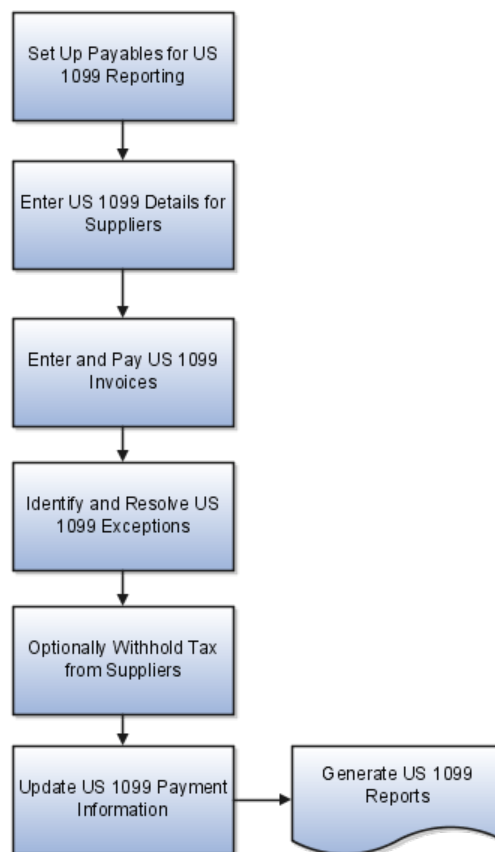 Set Up Payables for US
1099 Reporting
Enter US 1099 Details for
Suppliers
Enter and Pay US 1099
Invoices
Identify and Resolve US
1099 Exceptions
Optionally Withhold Tax
from Suppliers
Update US 1099 Payment
Information
Generate US 1099
Reports